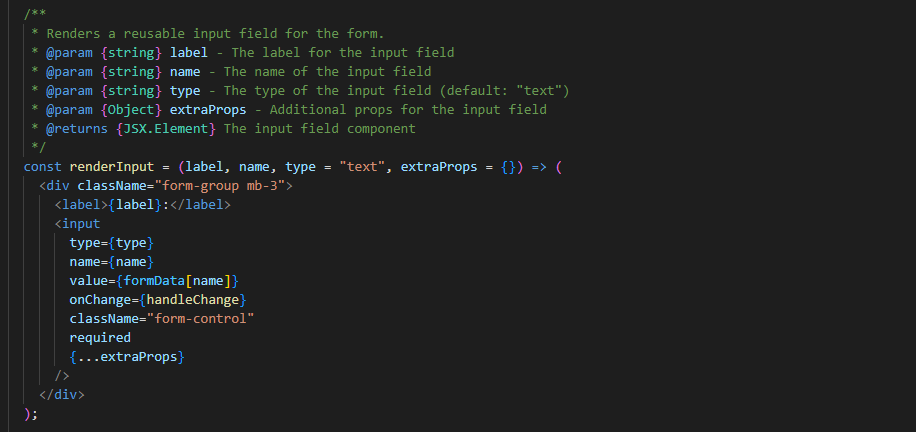 /**
 * Renders a reusable input field for the form.
 * @param {string} label - The label for the input field
 * @param {string} name - The name of the input field
 * @param {string} type - The type of the input field (default: "text")
 * @param {Object} extraProps - Additional props for the input field
 * @returns {JSX.Element} The input field component
 */
const renderInput = (label, name, type = "text", extraProps = {}) => (
  <div className="form-group mb-3">
    <label>{label}:</label>
    <input
      type={type}
      name={name}
      value={formData[name]}
      onChange={handleChange}
      className="form-control"
      required
      {...extraProps}
    />
  </div>
);